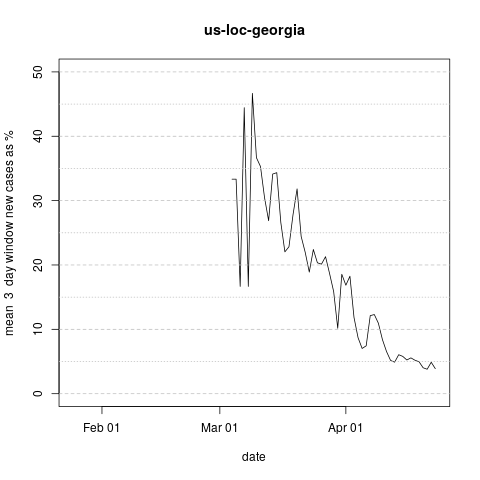 us-loc-georgia
mean 3 day window new cases as %
50
40
30
20
10
0
Feb 01
Mar 01
Apr 01
date